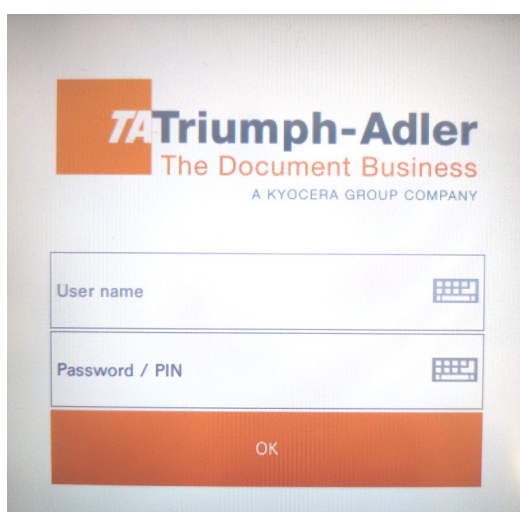 TA Triumph-Adler
The Document Business
A KYOCERA GROUP COMPANY
User name
Password / PIN
OK